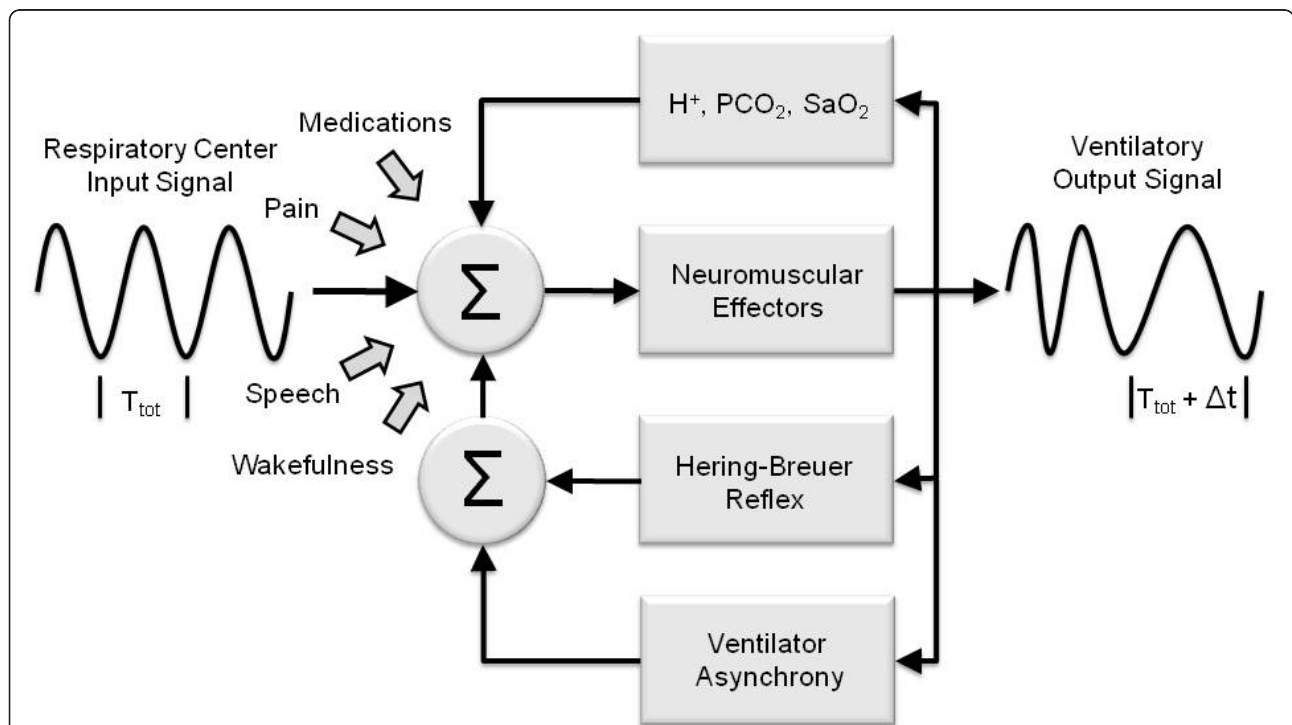 Medications
H⁺, PCO₂, SaO₂
Respiratory Center
Input Signal
Ventilatory
Output Signal
Pain
Σ
Neuromuscular
Effectors
T_tot
Speech
T_tot + Δt
Wakefulness
Σ
Hering-Breuer
Reflex
Ventilator
Asynchrony